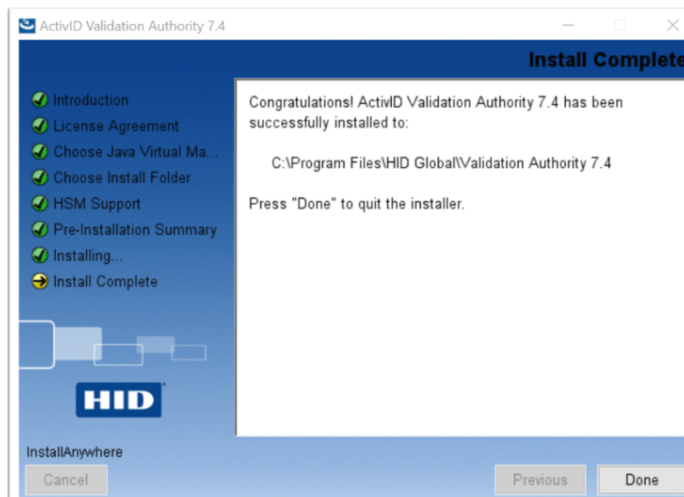 ActivID Validation Authority 7.4
Install Complete
Introduction
License Agreement
Choose Java Virtual Ma...
Choose Install Folder
HSM Support
Pre-Installation Summary
Installing...
Install Complete
Congratulations! ActivID Validation Authority 7.4 has been
successfully installed to:
C:\Program Files\HID Global\Validation Authority 7.4
Press "Done" to quit the installer.
HID
InstallAnywhere
Cancel
Previous
Done